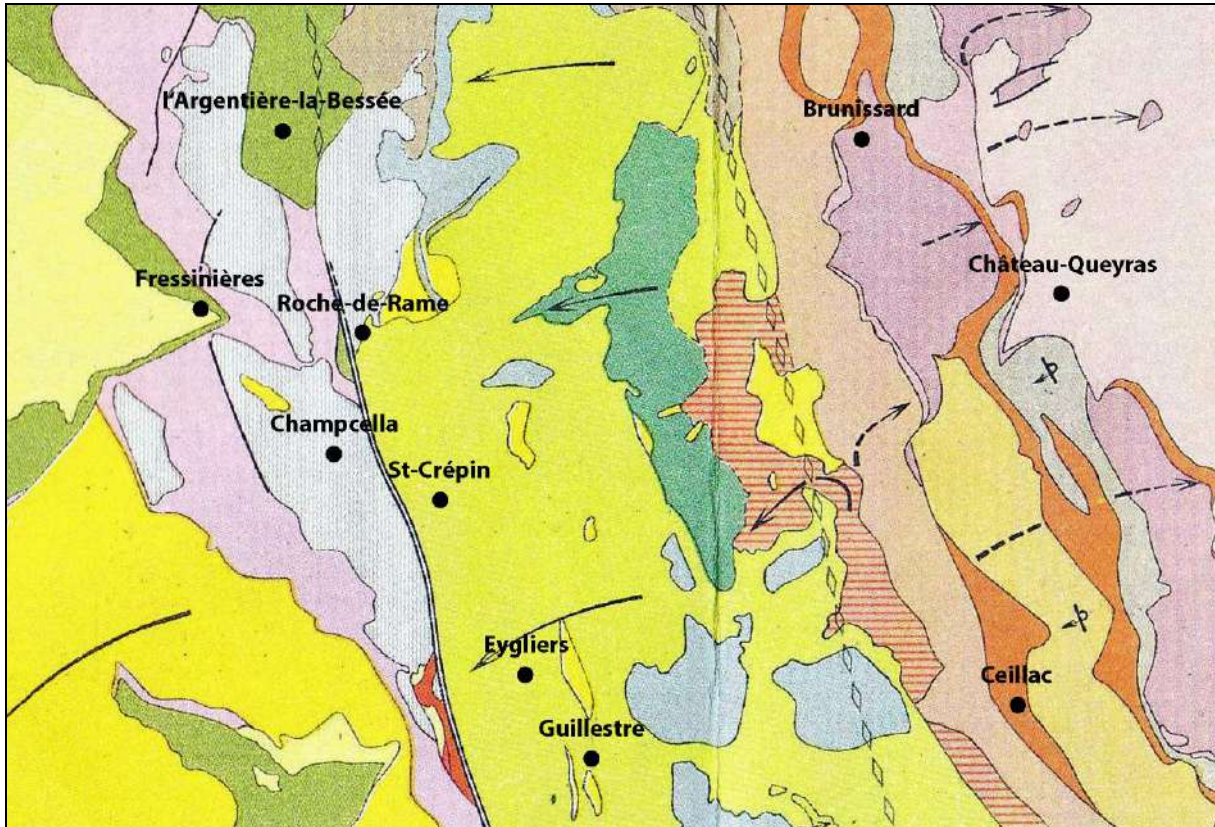 l'Argentière-la-Bessée
Brunissard
Château-Queyras
Fressinières
Roche-de-Rame
Champcella
St-Crépin
Eygliers
Ceillac
Guillestre